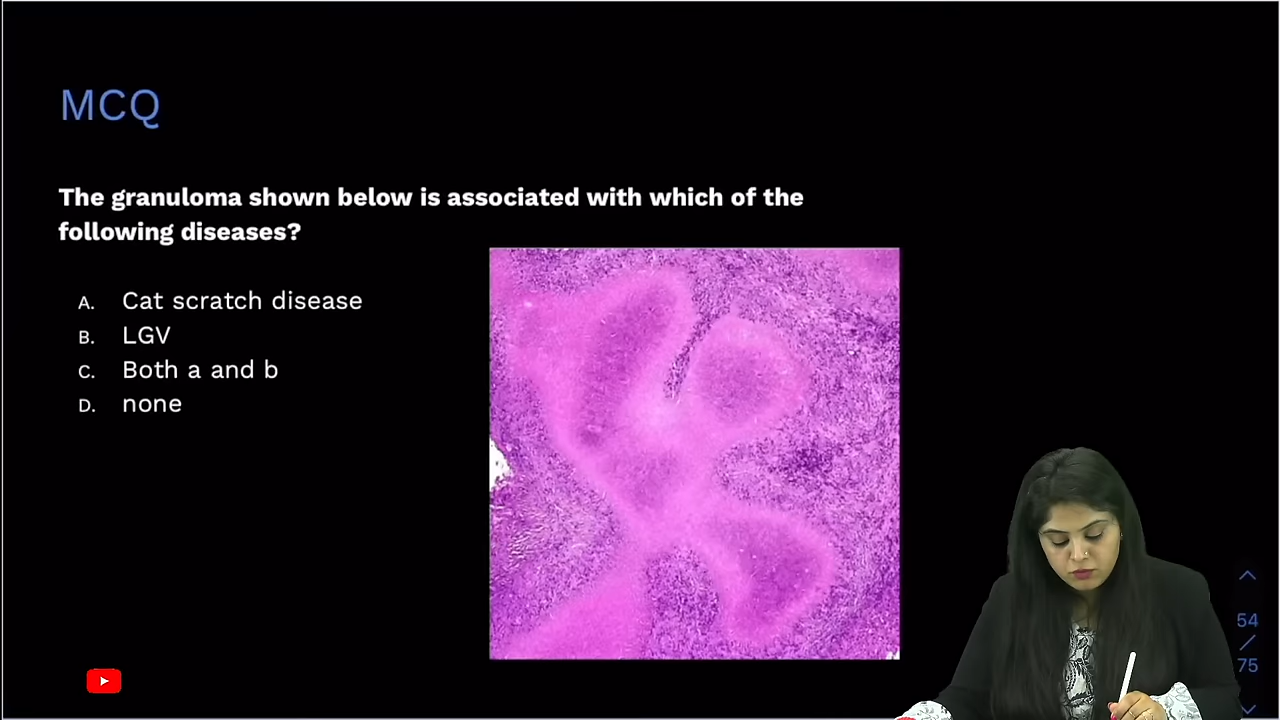 MCQ
The granuloma shown below is associated with which of the
following diseases?
A. Cat scratch disease
B. LGV
C. Both a and b
D. none
54
/
75